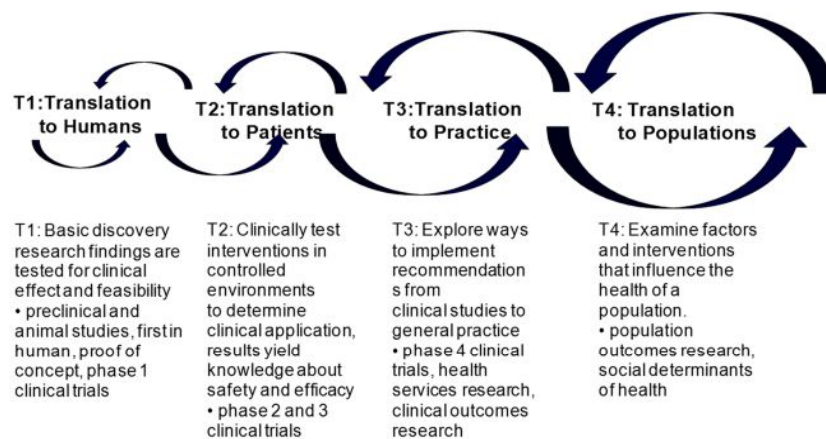 T1:Translation
to Humans
T2:Translation
to Patients
T3:Translation
to Practice
T4: Translation
to Populations
T1: Basic discovery
research findings are
tested for clinical
effect and feasibility
• preclinical and
animal studies, first in
human, proof of
concept, phase 1
clinical trials
T2: Clinically test
interventions in
controlled
environments
to determine
clinical application,
results yield
knowledge about
safety and efficacy
• phase 2 and 3
clinical trials
T3: Explore ways
to implement
recommendation
s from
clinical studies to
general practice
• phase 4 clinical
trials, health
services research,
clinical outcomes
research
T4: Examine factors
and interventions
that influence the
health of a
population.
• population
outcomes research,
social determinants
of health